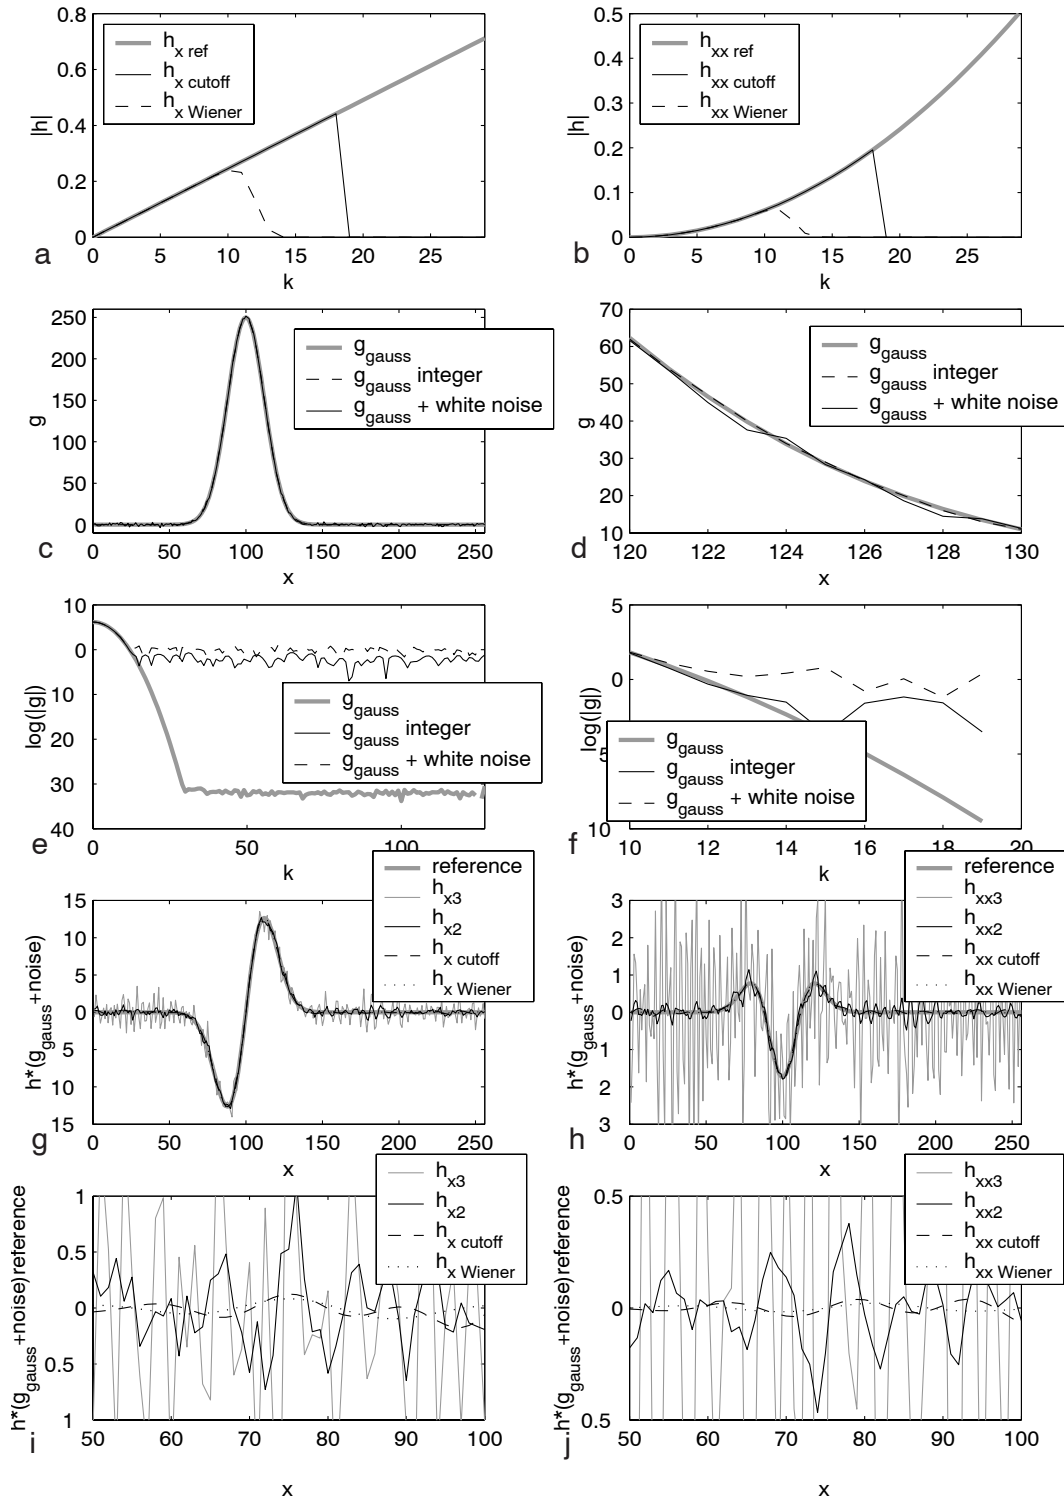 0.8
0.6
0.4
0.2
0
|h|
h_x ref
h_x cutoff
h_x Wiener
0 5 10 15 20 25
a
k
0.5
0.4
0.3
0.2
0.1
0
|h|
h_xx ref
h_xx cutoff
h_xx Wiener
0 5 10 15 20 25
b
k
250
200
150
100
50
0
g
g_gauss
g_gauss integer
g_gauss + white noise
0 50 100 150 200 250
c
x
70
60
50
40
30
20
10
g
g_gauss
g_gauss integer
g_gauss + white noise
120 122 124 126 128 130
d
x
10
0
10
20
30
40
log(|g|)
g_gauss
g_gauss integer
g_gauss + white noise
0 50 100
e
k
5
0
5
10
log(|g|)
g_gauss
g_gauss integer
g_gauss + white noise
10 12 14 16 18 20
f
k
15
10
5
0
5
10
15
h*(g_gauss+noise)
reference
h_x3
h_x2
h_x cutoff
h_x Wiener
0 50 100 150 200 250
g
x
3
2
1
0
1
2
3
h*(g_gauss+noise)
reference
h_xx3
h_xx2
h_xx cutoff
h_xx Wiener
0 50 100 150 200 250
h
x
1
0.5
0
0.5
1
h*(g_gauss+noise) reference
h_x3
h_x2
h_x cutoff
h_x Wiener
50 60 70 80 90 100
i
x
0.5
0
0.5
h*(g_gauss+noise) reference
h_xx3
h_xx2
h_xx cutoff
h_xx Wiener
50 60 70 80 90 100
j
x